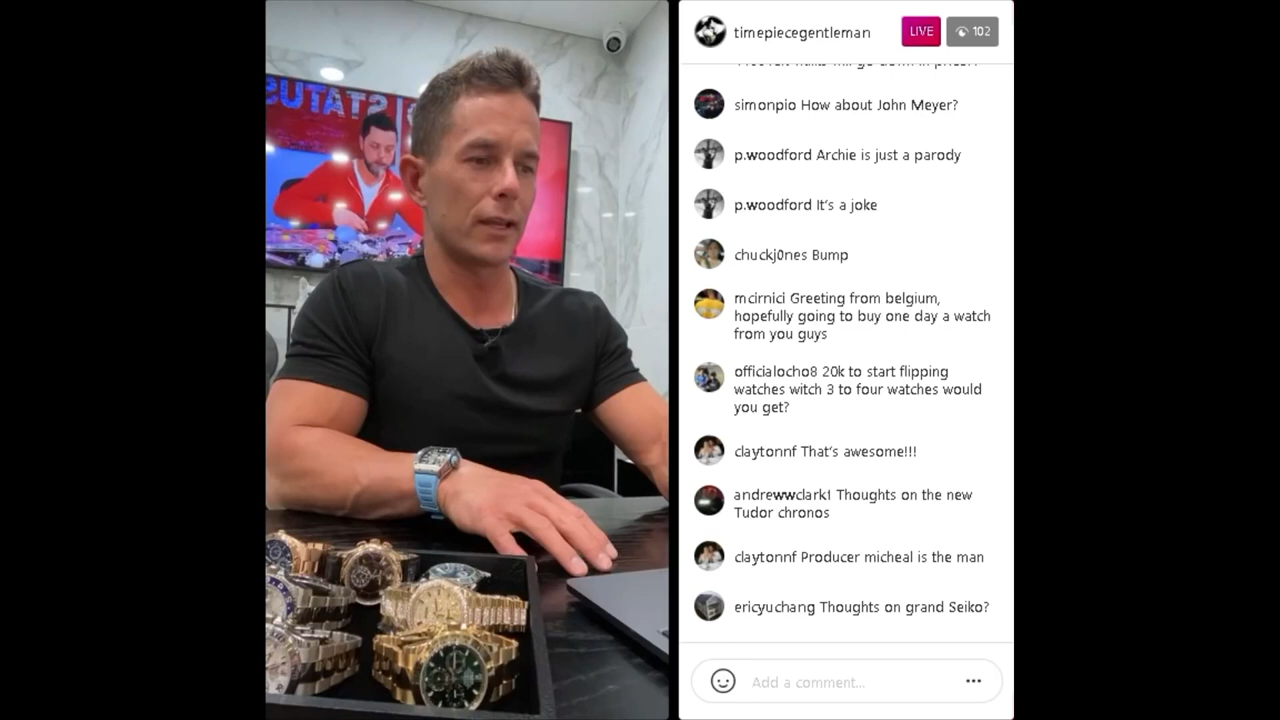 STATUS
timepiecegentleman
LIVE
102
simonpio How about John Meyer?
p.woodford Archie is just a parody
p.woodford It's a joke
chuckj0nes Bump
mcirnici Greeting from belgium,
hopefully going to buy one day a watch
from you guys
officialocho8 20k to start flipping
watches witch 3 to four watches would
you get?
claytonnf That's awesome!!!
andrewwclark1 Thoughts on the new
Tudor chronos
claytonnf Producer micheal is the man
ericyuchang Thoughts on grand Seiko?
Add a comment...